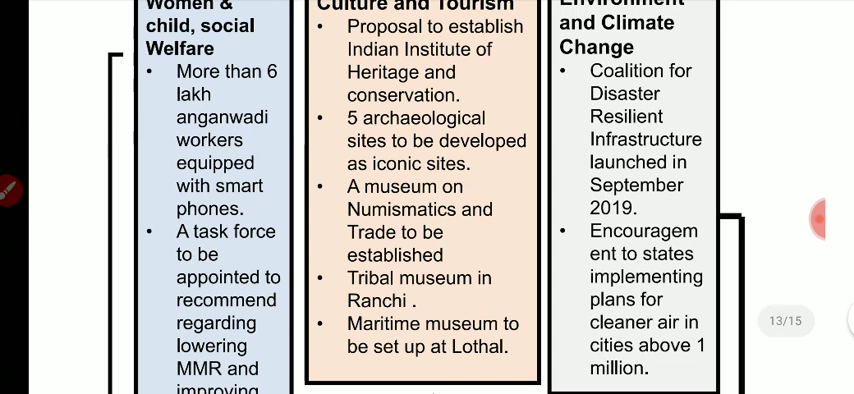 Women &
child, social
Welfare
• More than 6
lakh
anganwadi
workers
equipped
with smart
phones.
• A task force
to be
appointed to
recommend
regarding
lowering
MMR and
improving
Culture and Tourism
• Proposal to establish
Indian Institute of
Heritage and
conservation.
• 5 archaeological
sites to be developed
as iconic sites.
• A museum on
Numismatics and
Trade to be
established
• Tribal museum in
Ranchi .
• Maritime museum to
be set up at Lothal.
Environment
and Climate
Change
• Coalition for
Disaster
Resilient
Infrastructure
launched in
September
2019.
• Encouragem
ent to states
implementing
plans for
cleaner air in
cities above 1
million.
13/15